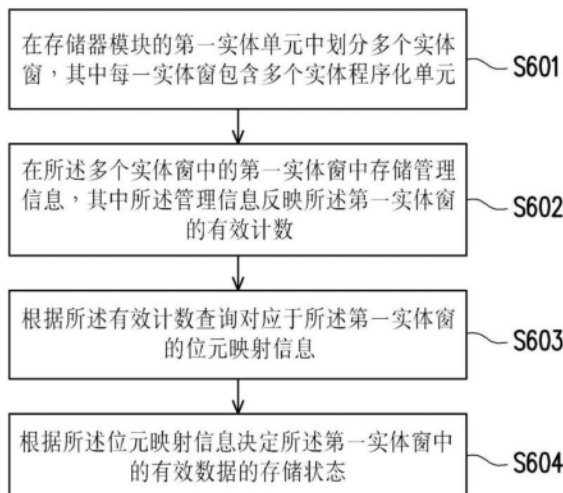 在存储器模块的第一实体单元中划分多个实体
窗，其中每一实体窗包含多个实体程序化单元
S601
在所述多个实体窗中的第一实体窗中存储管理
信息，其中所述管理信息反映所述第一实体窗
的有效计数
S602
根据所述有效计数查询对应于所述第一实体窗
的位元映射信息
S603
根据所述位元映射信息决定所述第一实体窗中
的有效数据的存储状态
S604